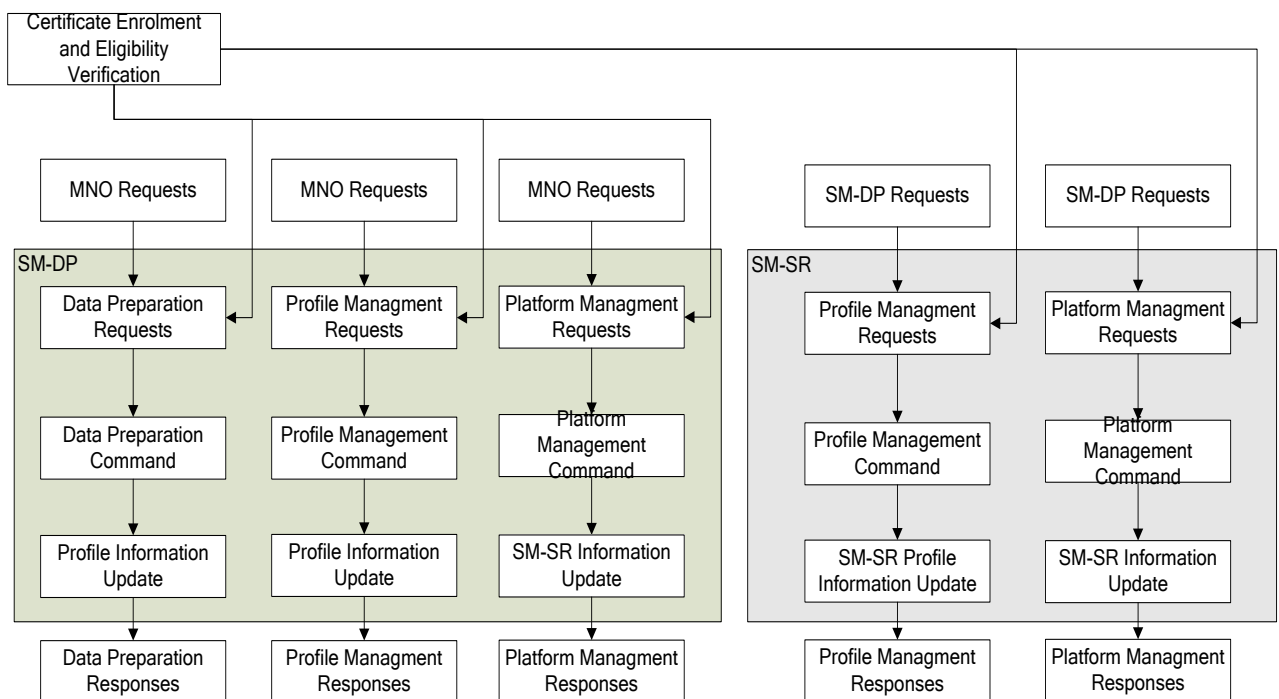 Certificate Enrolment
and Eligibility
Verification
MNO Requests
MNO Requests
MNO Requests
SM-DP Requests
SM-DP Requests
SM-DP
Data Preparation
Requests
Profile Managment
Requests
Platform Managment
Requests
Data Preparation
Command
Profile Management
Command
Platform
Management
Command
Profile Information
Update
Profile Information
Update
SM-SR Information
Update
Data Preparation
Responses
Profile Managment
Responses
Platform Managment
Responses
SM-SR
Profile Managment
Requests
Platform Managment
Requests
Profile Management
Command
Platform
Management
Command
SM-SR Profile
Information Update
SM-SR Information
Update
Profile Managment
Responses
Platform Managment
Responses